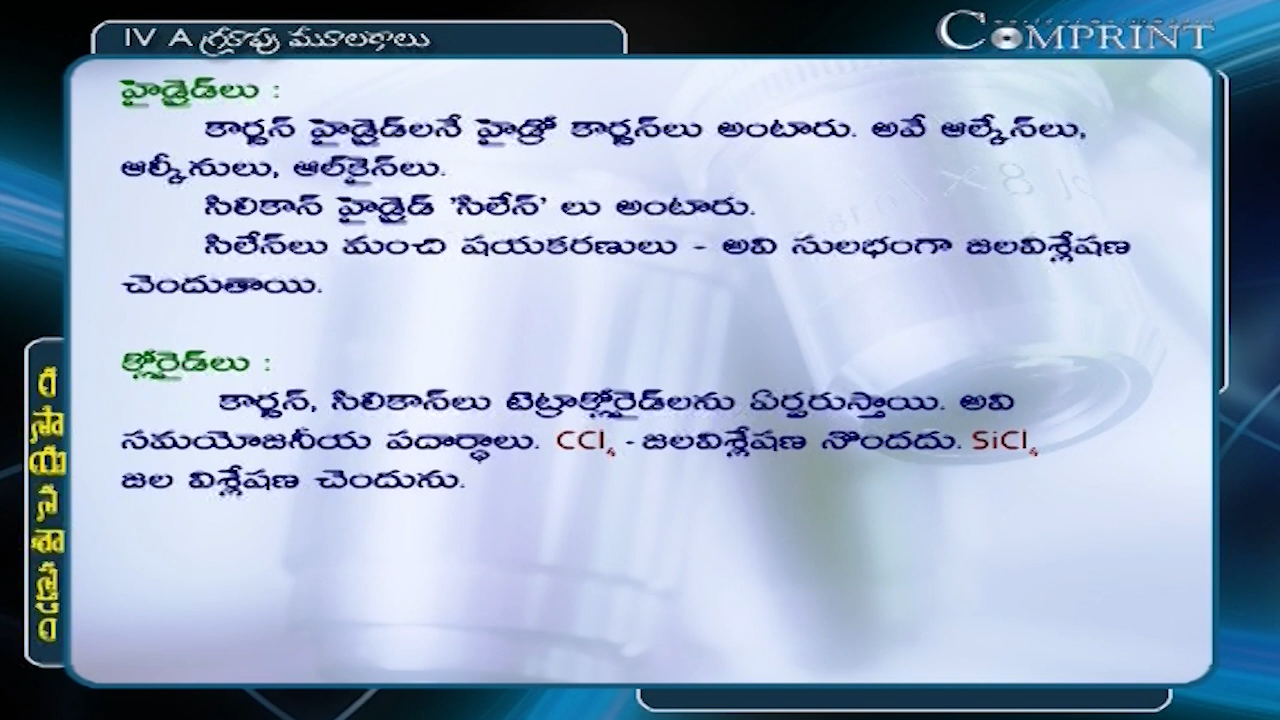 IV A గ్రూపు మూలకాలు
COMPRINT
హైడ్రైడ్‌లు :
కార్బన్ హైడ్రైడ్‌లనే హైడ్రో కార్బన్‌లు అంటారు. అవే ఆల్కేన్‌లు,
ఆల్కీనులు, ఆల్‌కైన్‌లు.
సిలికాన్ హైడ్రైడ్ 'సిలేన్' లు అంటారు.
సిలేన్‌లు మంచి షయకరణులు - అవి సులభంగా జలవిశ్లేషణ
చెందుతాయి.
క్లోరైడ్‌లు :
కార్బన్, సిలికాన్‌లు టెట్రాక్లోరైడ్‌లను ఏర్పరుస్తాయి. అవి
సమయోజనీయ పదార్థాలు. CCl₄ - జలవిశ్లేషణ నొందదు. SiCl₄
జల విశ్లేషణ చెందును.
రసాయన శాస్త్రం